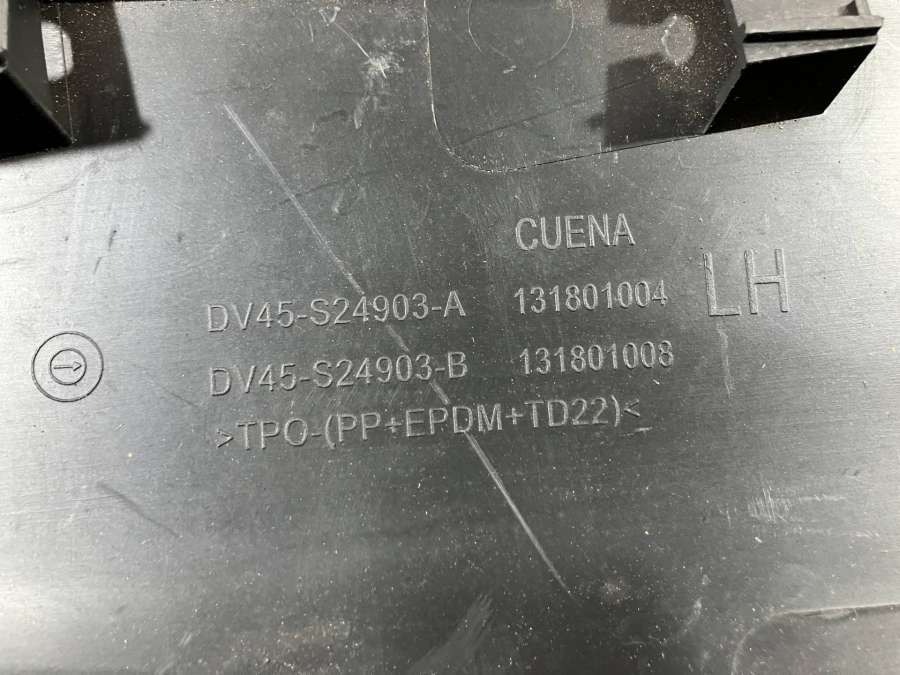 CUENA
DV45-S24903-A 131801004 LH
DV45-S24903-B 131801008
>TPO-(PP+EPDM+TD22)<